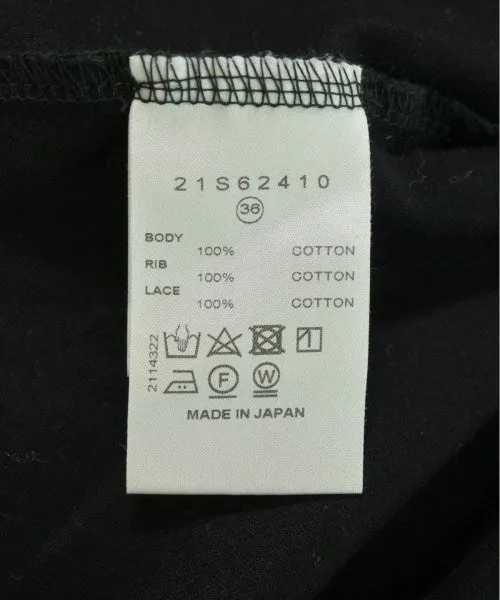 21S62410
36
BODY
100% COTTON
RIB
100% COTTON
LACE
100% COTTON
2114322
F W
MADE IN JAPAN